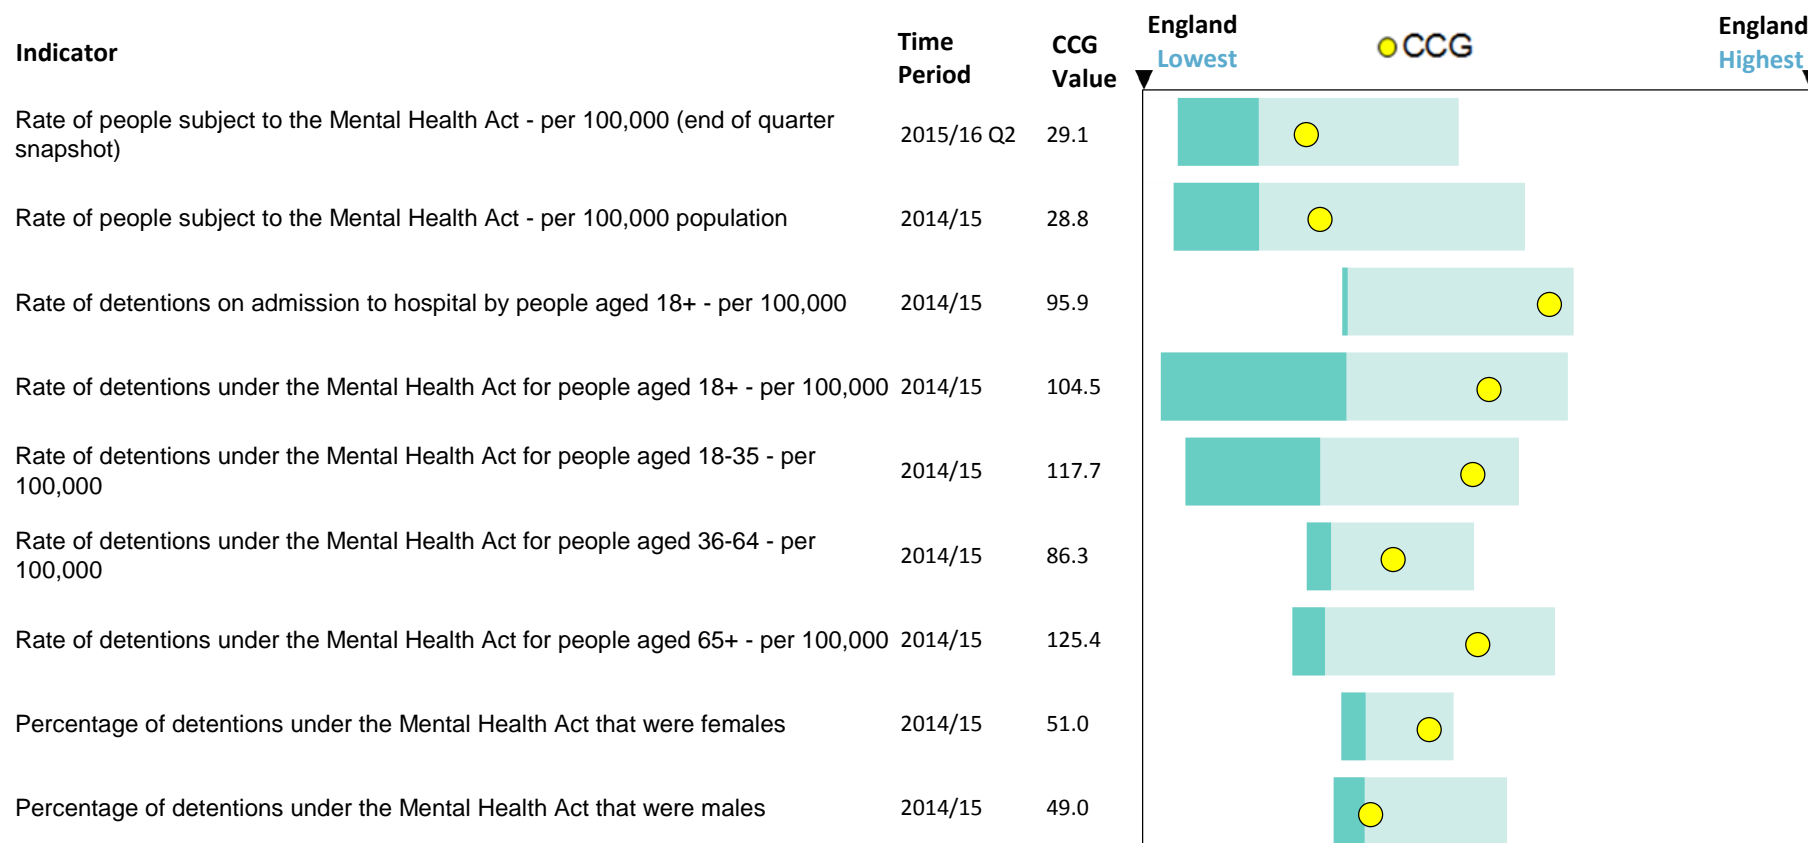 Indicator
Time
Period
CCG
Value
England
Lowest
CCG
England
Highest
Rate of people subject to the Mental Health Act - per 100,000 (end of quarter
snapshot)
2015/16 Q2
29.1
Rate of people subject to the Mental Health Act - per 100,000 population
2014/15
28.8
Rate of detentions on admission to hospital by people aged 18+ - per 100,000
2014/15
95.9
Rate of detentions under the Mental Health Act for people aged 18+ - per 100,000
2014/15
104.5
Rate of detentions under the Mental Health Act for people aged 18-35 - per
100,000
2014/15
117.7
Rate of detentions under the Mental Health Act for people aged 36-64 - per
100,000
2014/15
86.3
Rate of detentions under the Mental Health Act for people aged 65+ - per 100,000
2014/15
125.4
Percentage of detentions under the Mental Health Act that were females
2014/15
51.0
Percentage of detentions under the Mental Health Act that were males
2014/15
49.0